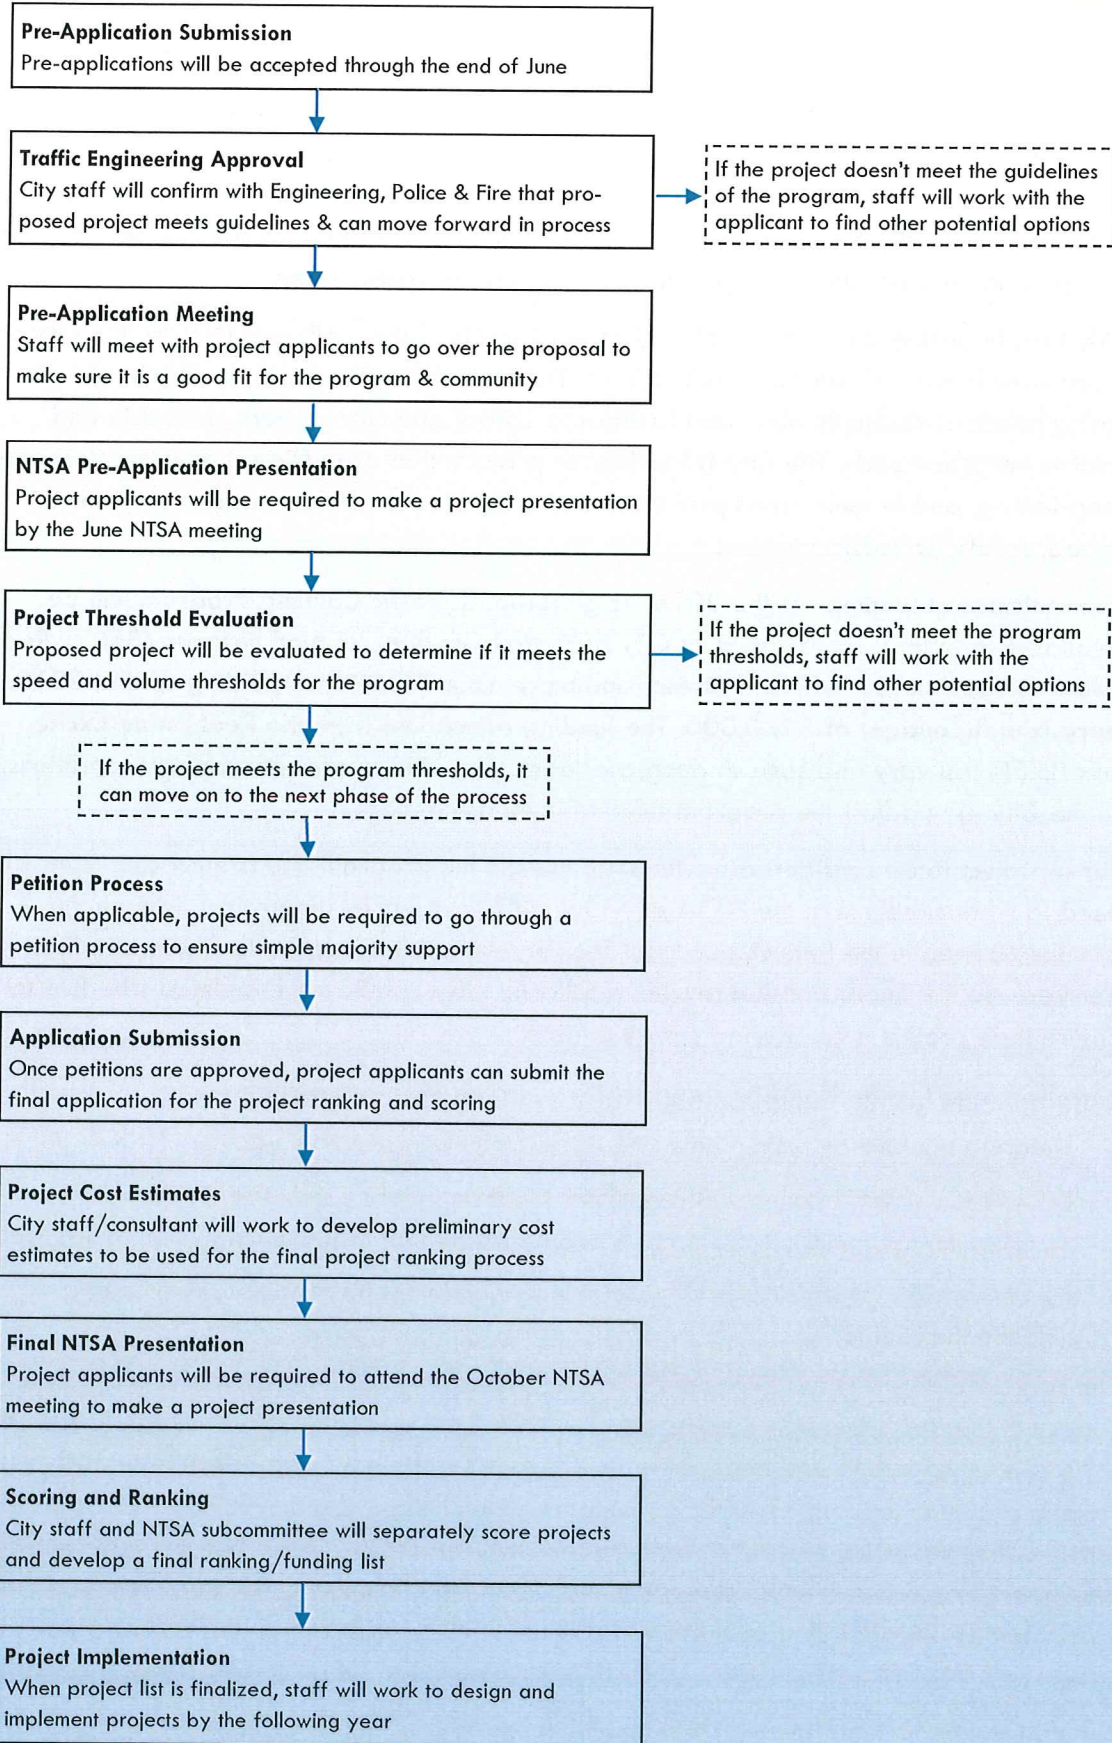 Pre-Application Submission
Pre-applications will be accepted through the end of June
Traffic Engineering Approval
City staff will confirm with Engineering, Police & Fire that pro-
posed project meets guidelines & can move forward in process
If the project doesn't meet the guidelines
of the program, staff will work with the
applicant to find other potential options
Pre-Application Meeting
Staff will meet with project applicants to go over the proposal to
make sure it is a good fit for the program & community
NTSA Pre-Application Presentation
Project applicants will be required to make a project presentation
by the June NTSA meeting
Project Threshold Evaluation
Proposed project will be evaluated to determine if it meets the
speed and volume thresholds for the program
If the project doesn't meet the program
thresholds, staff will work with the
applicant to find other potential options
If the project meets the program thresholds, it
can move on to the next phase of the process
Petition Process
When applicable, projects will be required to go through a
petition process to ensure simple majority support
Application Submission
Once petitions are approved, project applicants can submit the
final application for the project ranking and scoring
Project Cost Estimates
City staff/consultant will work to develop preliminary cost
estimates to be used for the final project ranking process
Final NTSA Presentation
Project applicants will be required to attend the October NTSA
meeting to make a project presentation
Scoring and Ranking
City staff and NTSA subcommittee will separately score projects
and develop a final ranking/funding list
Project Implementation
When project list is finalized, staff will work to design and
implement projects by the following year